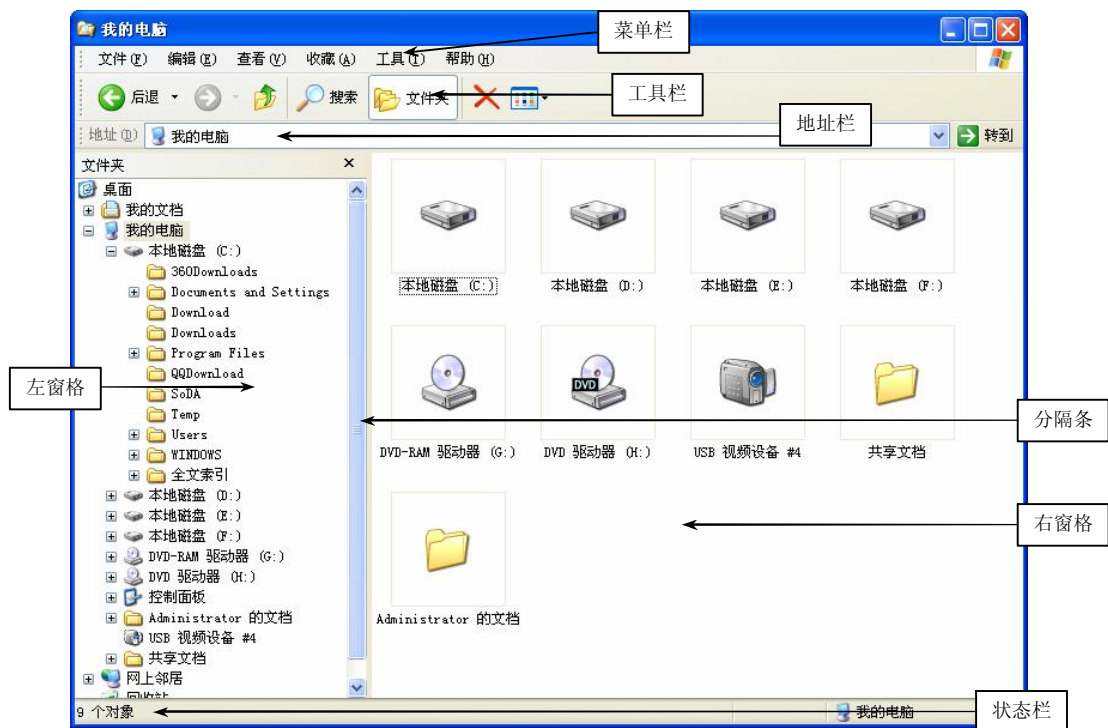 我的电脑
菜单栏
文件(F) 编辑(E) 查看(V) 收藏(A) 工具(T) 帮助(H)
后退 搜索 文件夹
工具栏
地址栏
地址(D) 我的电脑 转到
文件夹
桌面
我的文档
我的电脑
本地磁盘 (C:)
360Downloads
Documents and Settings
Download
Downloads
Program Files
QQDownload
SoDA
Temp
Users
WINDOWS
全文索引
本地磁盘 (D:)
本地磁盘 (E:)
本地磁盘 (F:)
DVD-RAM 驱动器 (G:)
DVD 驱动器 (H:)
控制面板
Administrator 的文档
USB 视频设备 #4
共享文档
网上邻居
回收站
左窗格
本地磁盘 (C:) 本地磁盘 (D:) 本地磁盘 (E:) 本地磁盘 (F:)
DVD
DVD-RAM 驱动器 (G:) DVD 驱动器 (H:) USB 视频设备 #4 共享文档
Administrator 的文档
分隔条
右窗格
9 个对象 我的电脑
状态栏